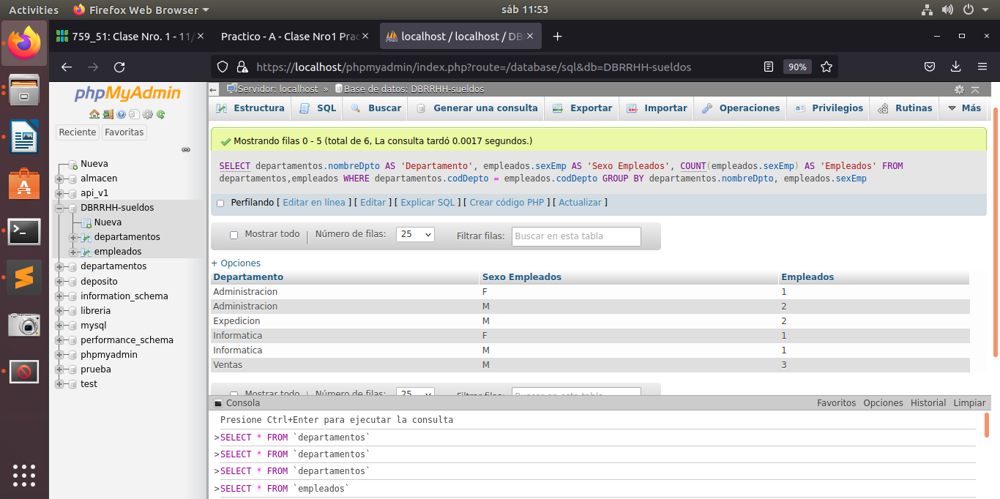 Activities Firefox Web Browser sáb 11:53
759_51: Clase Nro. 1 - 11/ Practico - A - Clase Nro1 Prac localhost / localhost / DB
https://localhost/phpmyadmin/index.php?route=/database/sql&db=DBRRHH-sueldos 90%
phpMyAdmin
Reciente Favoritas
Nueva
almacen
api_v1
DBRRHH-sueldos
Nueva
departamentos
empleados
departamentos
deposito
information_schema
libreria
mysql
performance_schema
phpmyadmin
prueba
test
Servidor: localhost » Base de datos: DBRRHH-sueldos
Estructura SQL Buscar Generar una consulta Exportar Importar Operaciones Privilegios Rutinas Más
Mostrando filas 0 - 5 (total de 6, La consulta tardó 0.0017 segundos.)
SELECT departamentos.nombreDpto AS 'Departamento', empleados.sexEmp AS 'Sexo Empleados', COUNT(empleados.sexEmp) AS 'Empleados' FROM
departamentos,empleados WHERE departamentos.codDepto = empleados.codDepto GROUP BY departamentos.nombreDpto, empleados.sexEmp
Perfilando [ Editar en línea ] [ Editar ] [ Explicar SQL ] [ Crear código PHP ] [ Actualizar ]
Mostrar todo | Número de filas: 25 Filtrar filas: Buscar en esta tabla
+ Opciones
Departamento Sexo Empleados Empleados
Administracion F 1
Administracion M 2
Expedicion M 2
Informatica F 1
Informatica M 1
Ventas M 3
Mostrar todo | Número de filas: 25 Filtrar filas: Buscar en esta tabla
Consola Favoritos Opciones Historial Limpiar
Presione Ctrl+Enter para ejecutar la consulta
>SELECT * FROM `departamentos`
>SELECT * FROM `departamentos`
>SELECT * FROM `departamentos`
>SELECT * FROM `empleados`